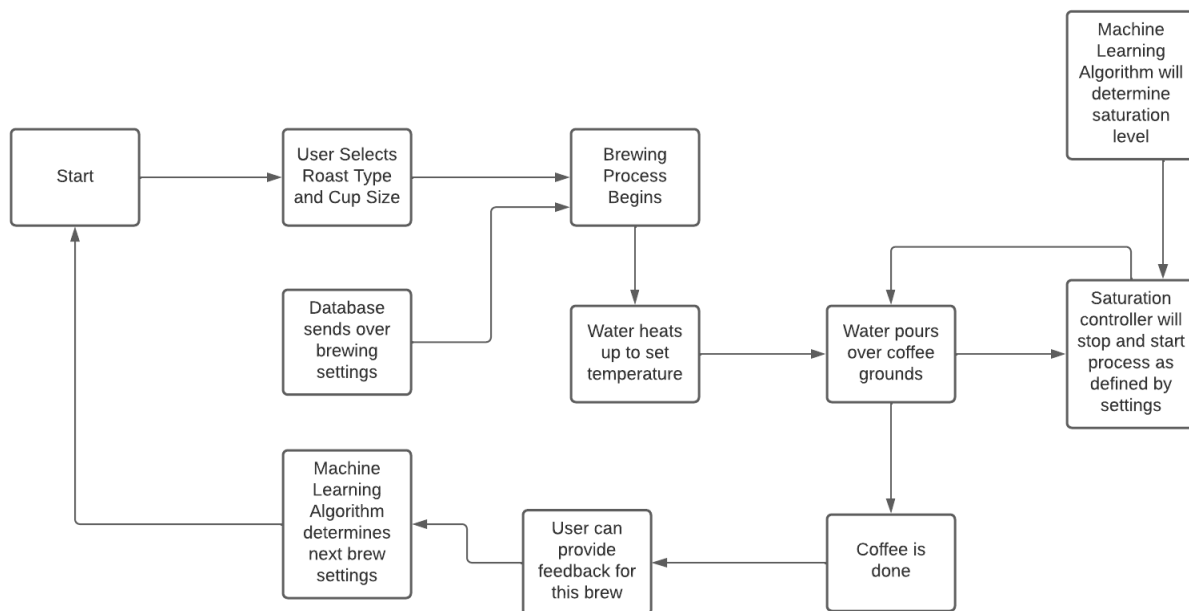 Machine
Learning
Algorithm will
determine
saturation
level
Start
User Selects
Roast Type
and Cup Size
Brewing
Process
Begins
Database
sends over
brewing
settings
Water heats
up to set
temperature
Water pours
over coffee
grounds
Saturation
controller will
stop and start
process as
defined by
settings
Machine
Learning
Algorithm
determines
next brew
settings
User can
provide
feedback for
this brew
Coffee is
done